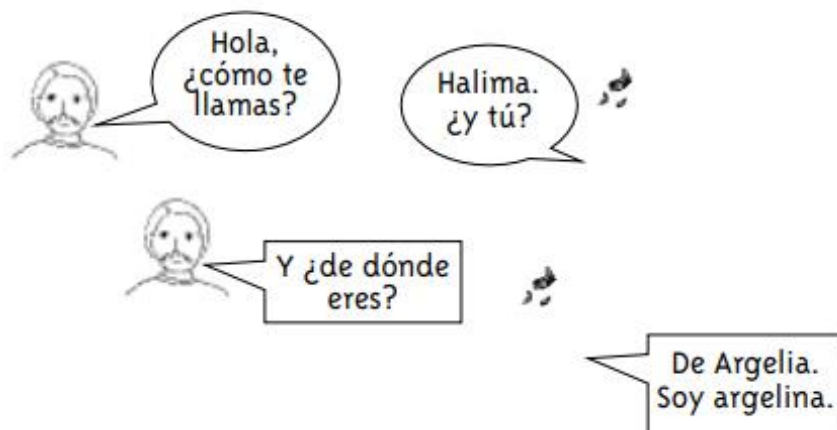 Hola,
¿cómo te
llamas?
Halima.
¿y tú?
Y ¿de dónde
eres?
De Argelia.
Soy argelina.